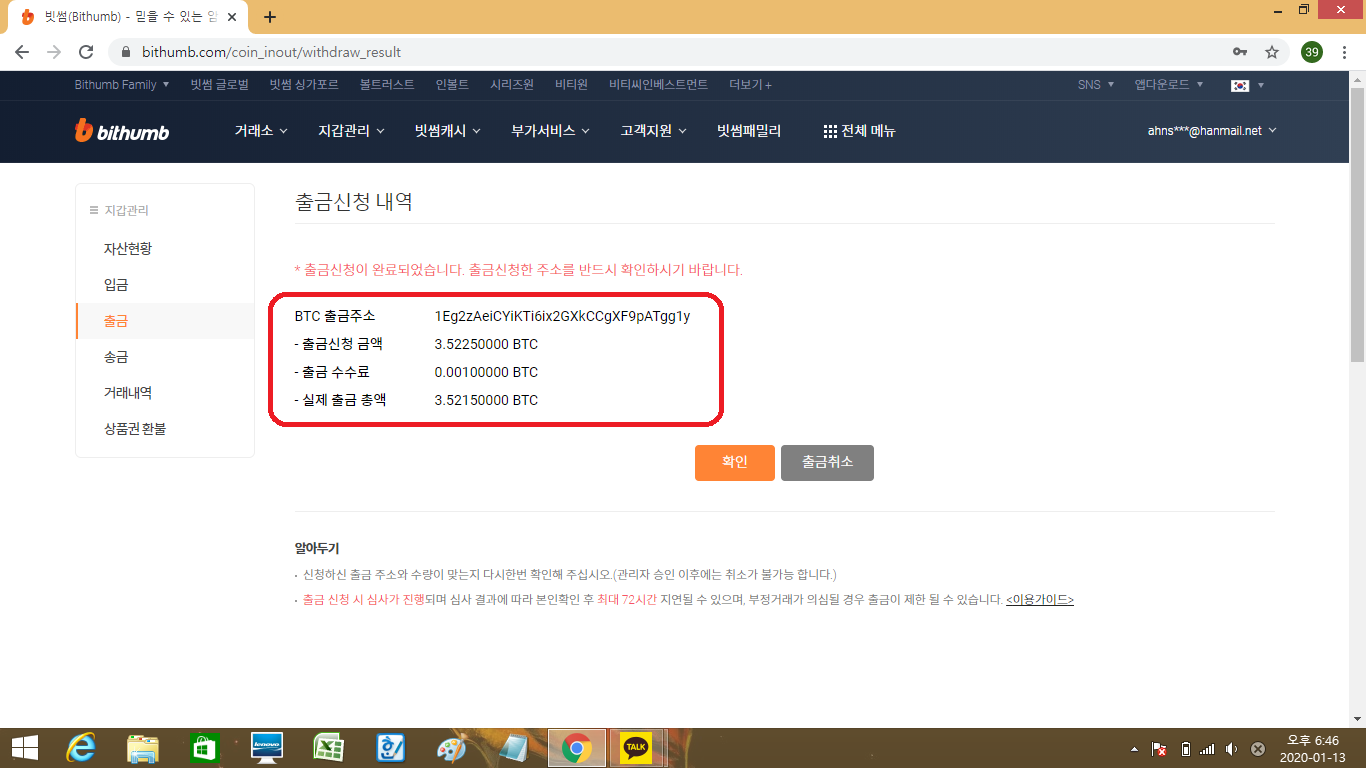 빗썸(Bithumb) - 믿을 수 있는 암
bithumb.com/coin_inout/withdraw_result
39
Bithumb Family 빗썸 글로벌 빗썸 싱가포르 볼트러스트 인볼트 시리즈원 비티원 비티씨인베스트먼트 더보기 + SNS 앱다운로드
bithumb 거래소 지갑관리 빗썸캐시 부가서비스 고객지원 빗썸패밀리 전체 메뉴 ahns***@hanmail.net
지갑관리
자산현황
입금
출금
송금
거래내역
상품권 환불
출금신청 내역
* 출금신청이 완료되었습니다. 출금신청한 주소를 반드시 확인하시기 바랍니다.
BTC 출금주소 1Eg2zAeiCYiKTi6ix2GXkCCgXF9pATgg1y
- 출금신청 금액 3.52250000 BTC
- 출금 수수료 0.00100000 BTC
- 실제 출금 총액 3.52150000 BTC
확인 출금취소
알아두기
· 신청하신 출금 주소와 수량이 맞는지 다시한번 확인해 주십시오.(관리자 승인 이후에는 취소가 불가능 합니다.)
· 출금 신청 시 심사가 진행되며 심사 결과에 따라 본인확인 후 최대 72시간 지연될 수 있으며, 부정거래가 의심될 경우 출금이 제한 될 수 있습니다. <이용가이드>
lenovo
TALK
오후 6:46
2020-01-13